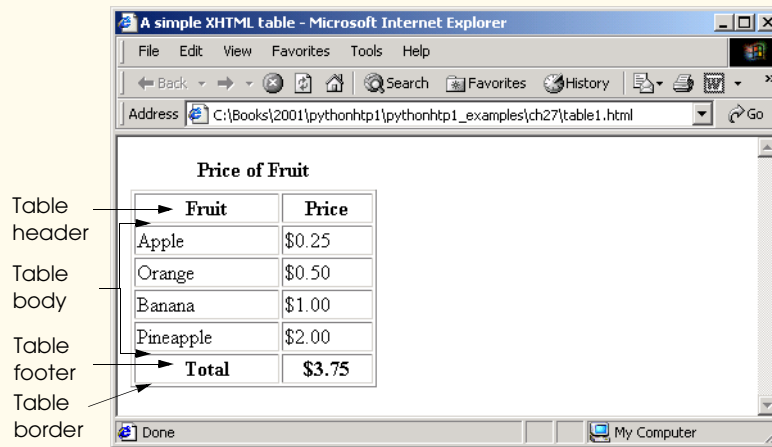 A simple XHTML table - Microsoft Internet Explorer
File Edit View Favorites Tools Help
Back Search Favorites History »
Address C:\Books\2001\pythonhtp1\pythonhtp1_examples\ch27\table1.html Go
Price of Fruit
Table header
Fruit Price
Apple $0.25
Table body
Orange $0.50
Banana $1.00
Pineapple $2.00
Table footer
Total $3.75
Table border
Done My Computer